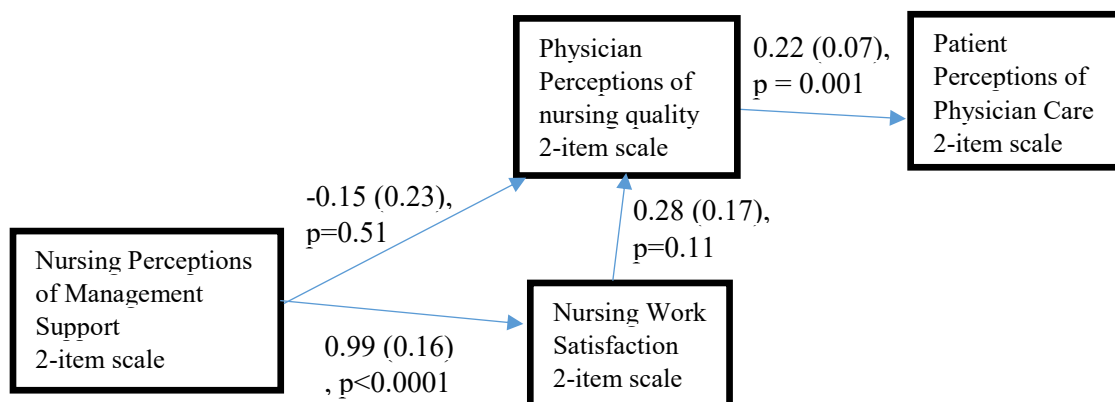 Physician
Perceptions of
nursing quality
2-item scale
0.22 (0.07),
p = 0.001
Patient
Perceptions of
Physician Care
2-item scale
-0.15 (0.23),
p=0.51
0.28 (0.17),
p=0.11
Nursing Perceptions
of Management
Support
2-item scale
0.99 (0.16)
, p<0.0001
Nursing Work
Satisfaction
2-item scale